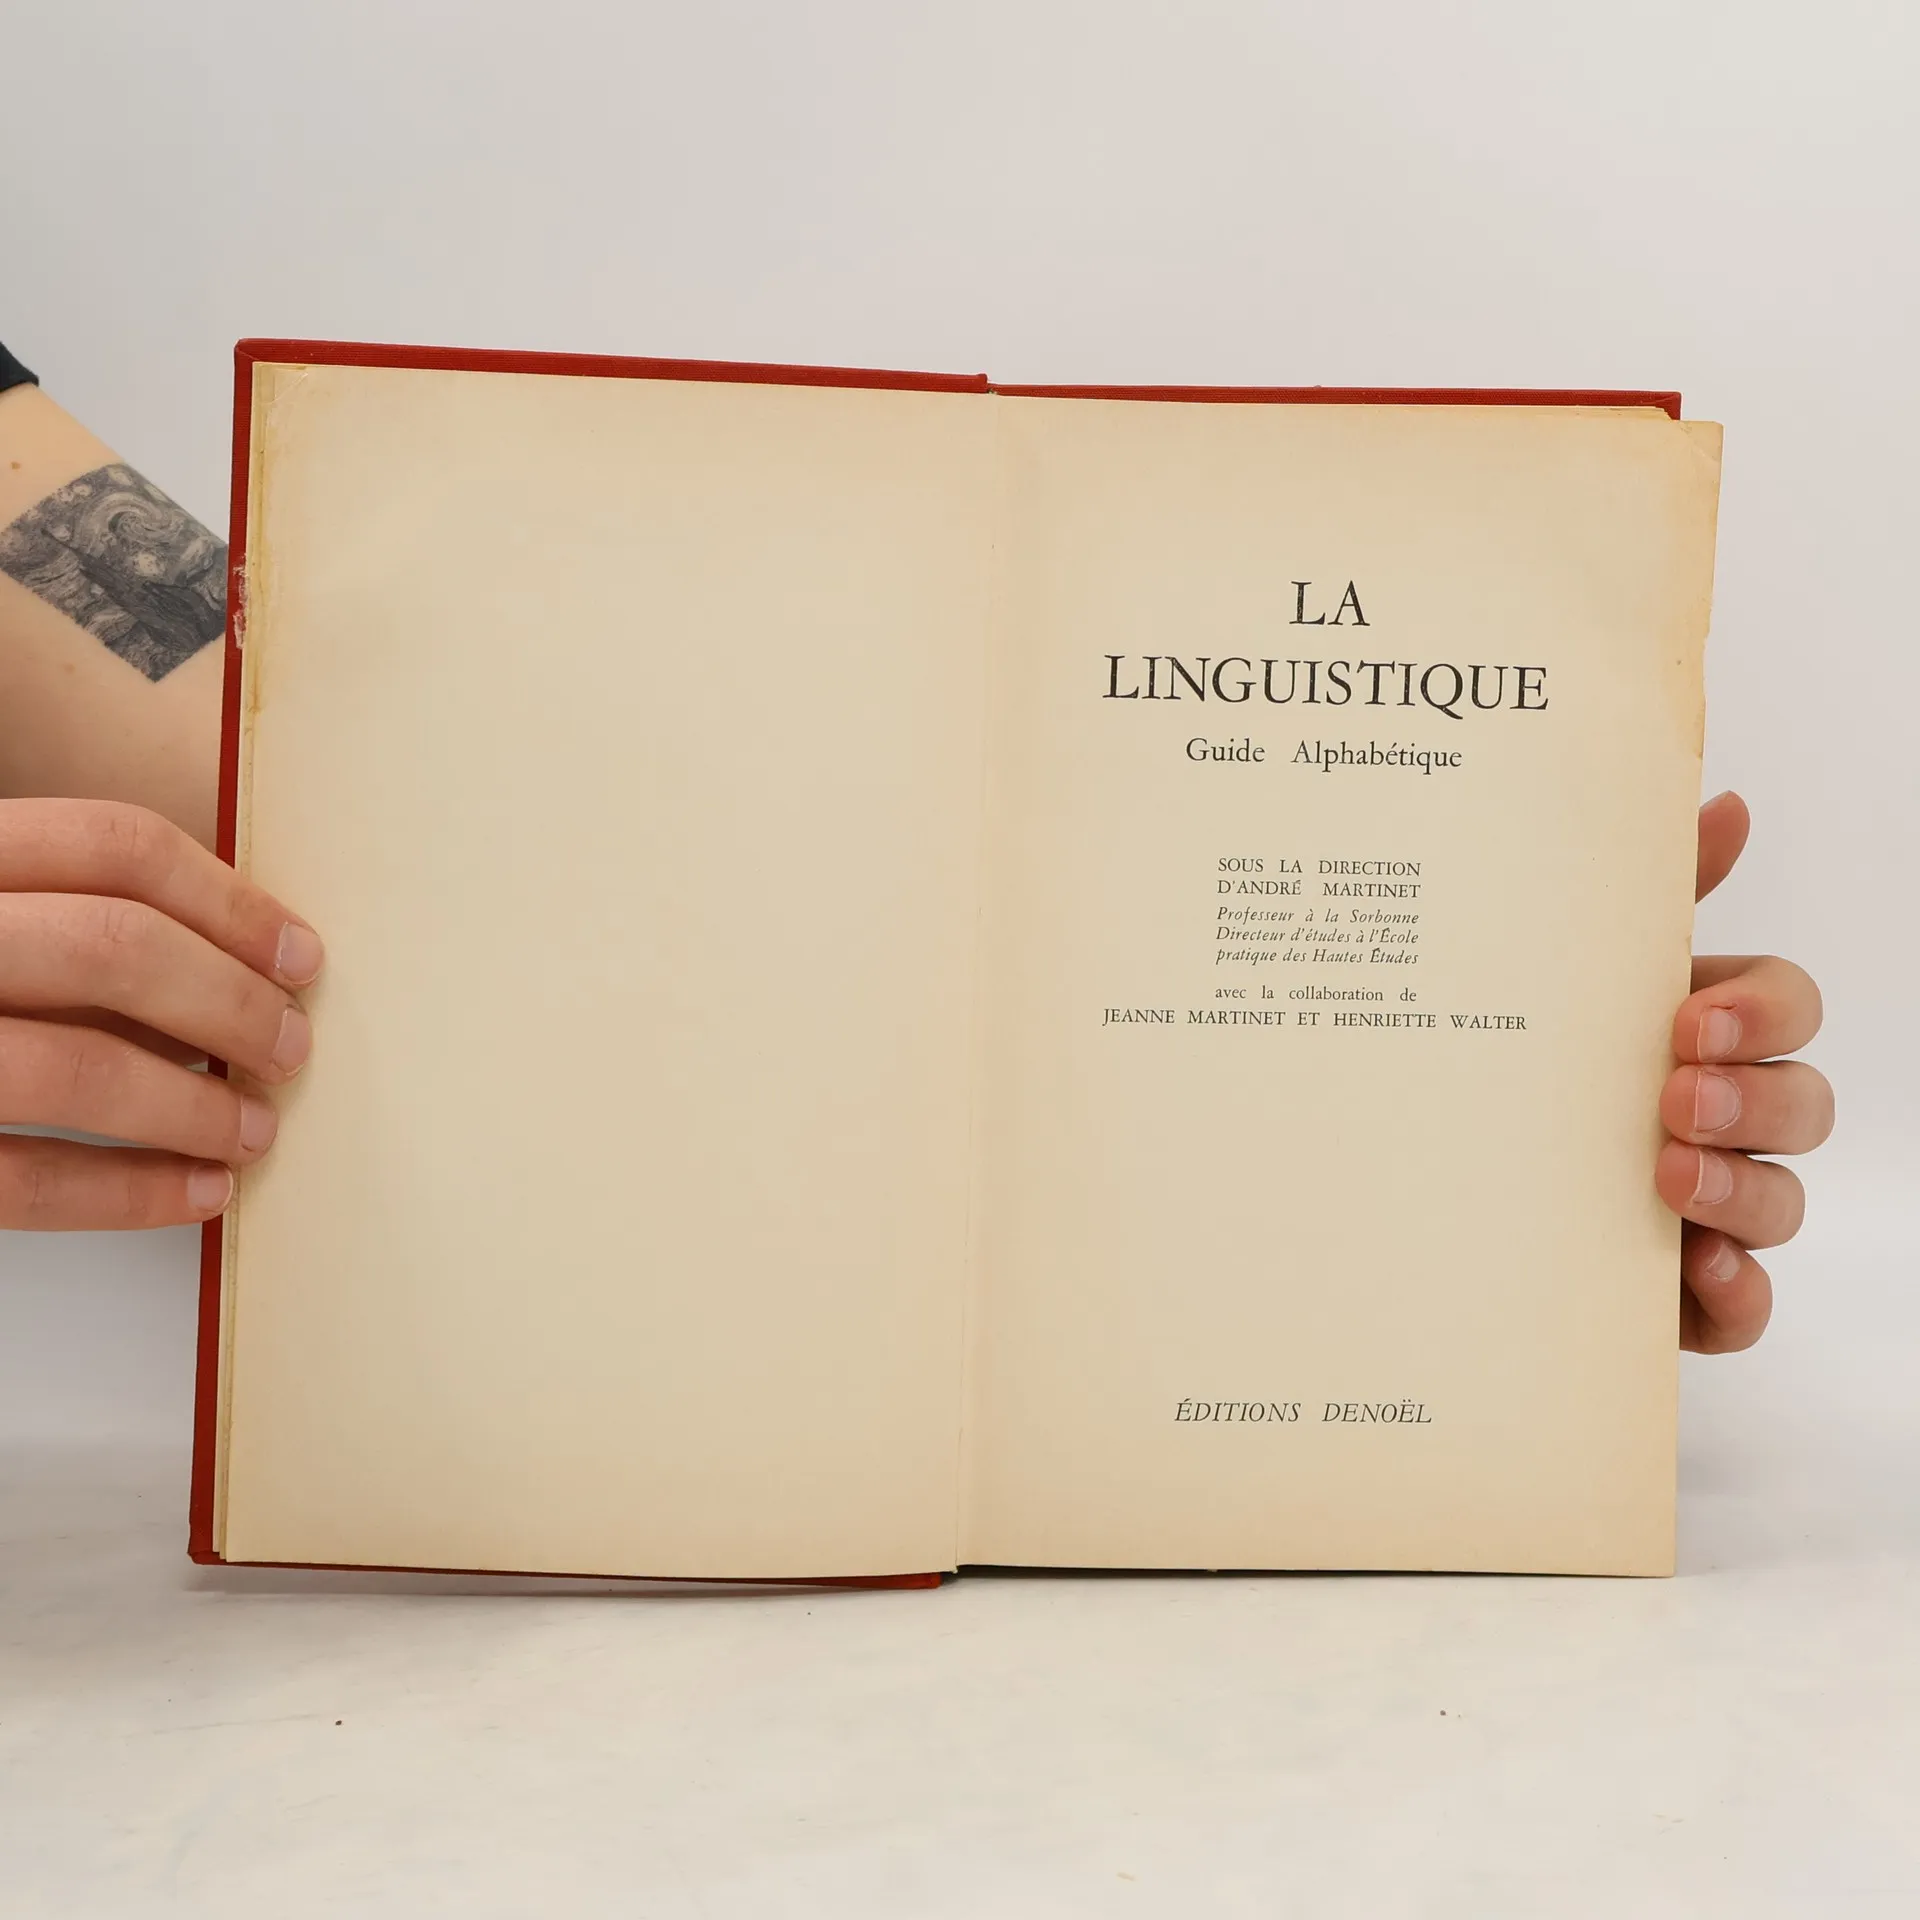 LA
LINGUISTIQUE
Guide Alphabétique
SOUS LA DIRECTION
D'ANDRÉ MARTINET
Professeur à la Sorbonne
Directeur d'études à l'École
pratique des Hautes Études
avec la collaboration de
JEANNE MARTINET ET HENRIETTE WALTER
ÉDITIONS DENOËL